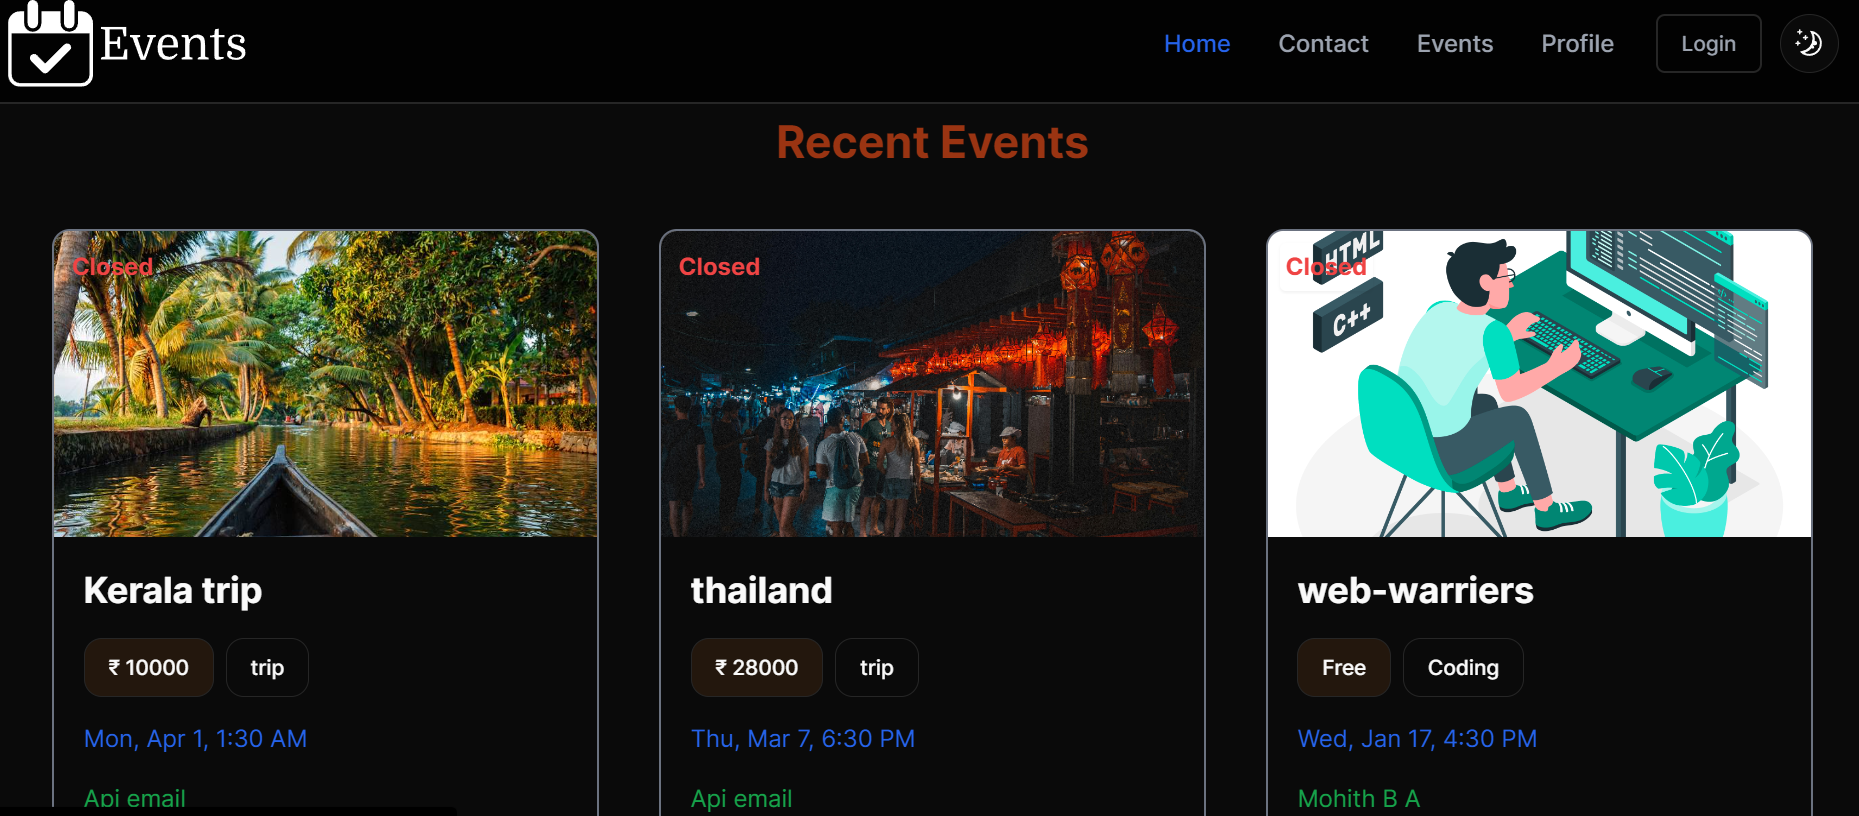 Events
Home Contact Events Profile Login
Recent Events
Closed
Kerala trip
₹ 10000 trip
Mon, Apr 1, 1:30 AM
Api email
Closed
thailand
₹ 28000 trip
Thu, Mar 7, 6:30 PM
Api email
Closed
HTML
C++
web-warriers
Free Coding
Wed, Jan 17, 4:30 PM
Mohith B A